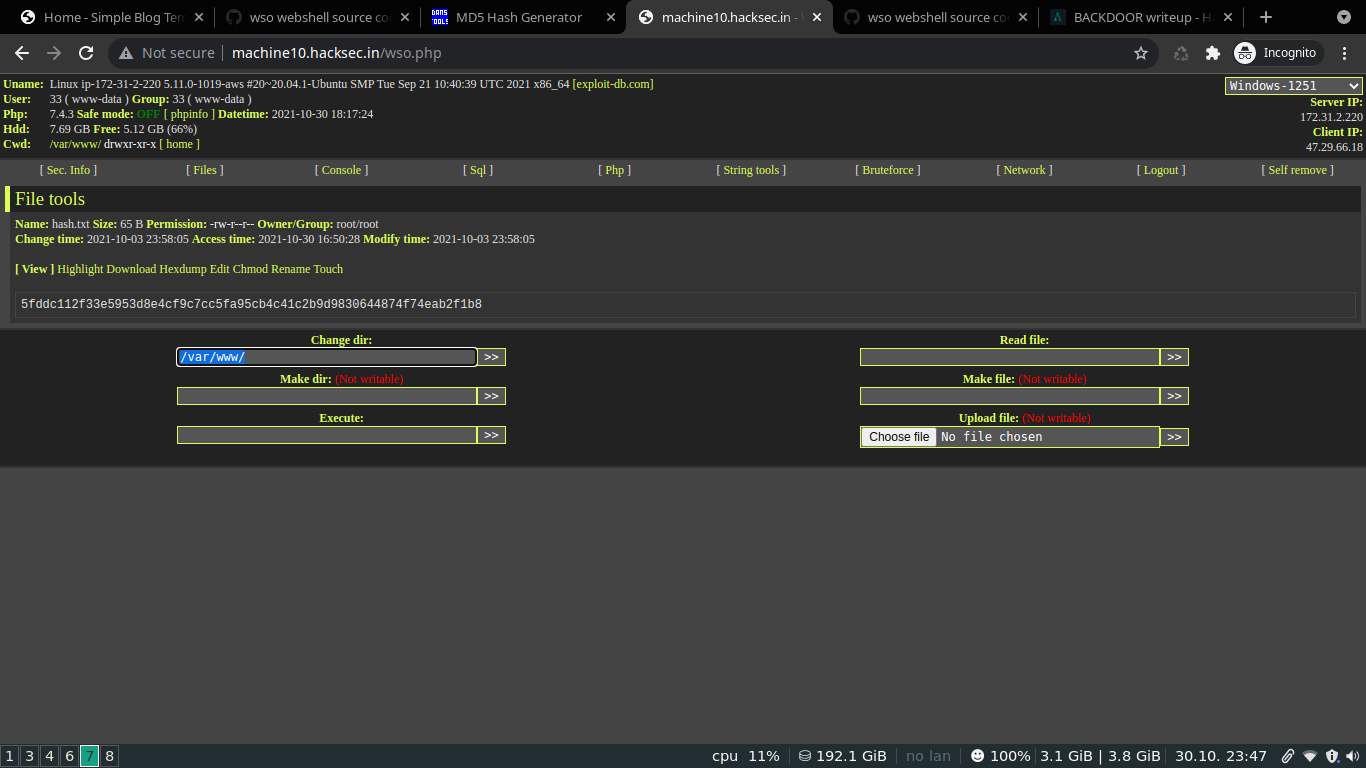 Home - Simple Blog Ten
wso webshell source co
DANS TOOLS
MD5 Hash Generator
machine10.hacksec.in - W
wso webshell source co
BACKDOOR writeup - Ha
Not secure | machine10.hacksec.in/wso.php
Incognito
Uname: Linux ip-172-31-2-220 5.11.0-1019-aws #20~20.04.1-Ubuntu SMP Tue Sep 21 10:40:39 UTC 2021 x86_64 [exploit-db.com]
Windows-1251
User: 33 ( www-data ) Group: 33 ( www-data )
Server IP:
Php: 7.4.3 Safe mode: OFF [ phpinfo ] Datetime: 2021-10-30 18:17:24
172.31.2.220
Hdd: 7.69 GB Free: 5.12 GB (66%)
Client IP:
Cwd: /var/www/ drwxr-xr-x [ home ]
47.29.66.18
[ Sec. Info ] [ Files ] [ Console ] [ Sql ] [ Php ] [ String tools ] [ Bruteforce ] [ Network ] [ Logout ] [ Self remove ]
File tools
Name: hash.txt Size: 65 B Permission: -rw-r--r-- Owner/Group: root/root
Change time: 2021-10-03 23:58:05 Access time: 2021-10-30 16:50:28 Modify time: 2021-10-03 23:58:05
[ View ] Highlight Download Hexdump Edit Chmod Rename Touch
5fddc112f33e5953d8e4cf9c7cc5fa95cb4c41c2b9d9830644874f74eab2f1b8
Change dir:
Read file:
/var/www/ >>
>>
Make dir: (Not writable)
Make file: (Not writable)
>>
>>
Execute:
Upload file: (Not writable)
>>
Choose file No file chosen >>
1 3 4 6 7 8
cpu 11% | 192.1 GiB | no lan | 100% | 3.1 GiB | 3.8 GiB | 30.10. 23:47